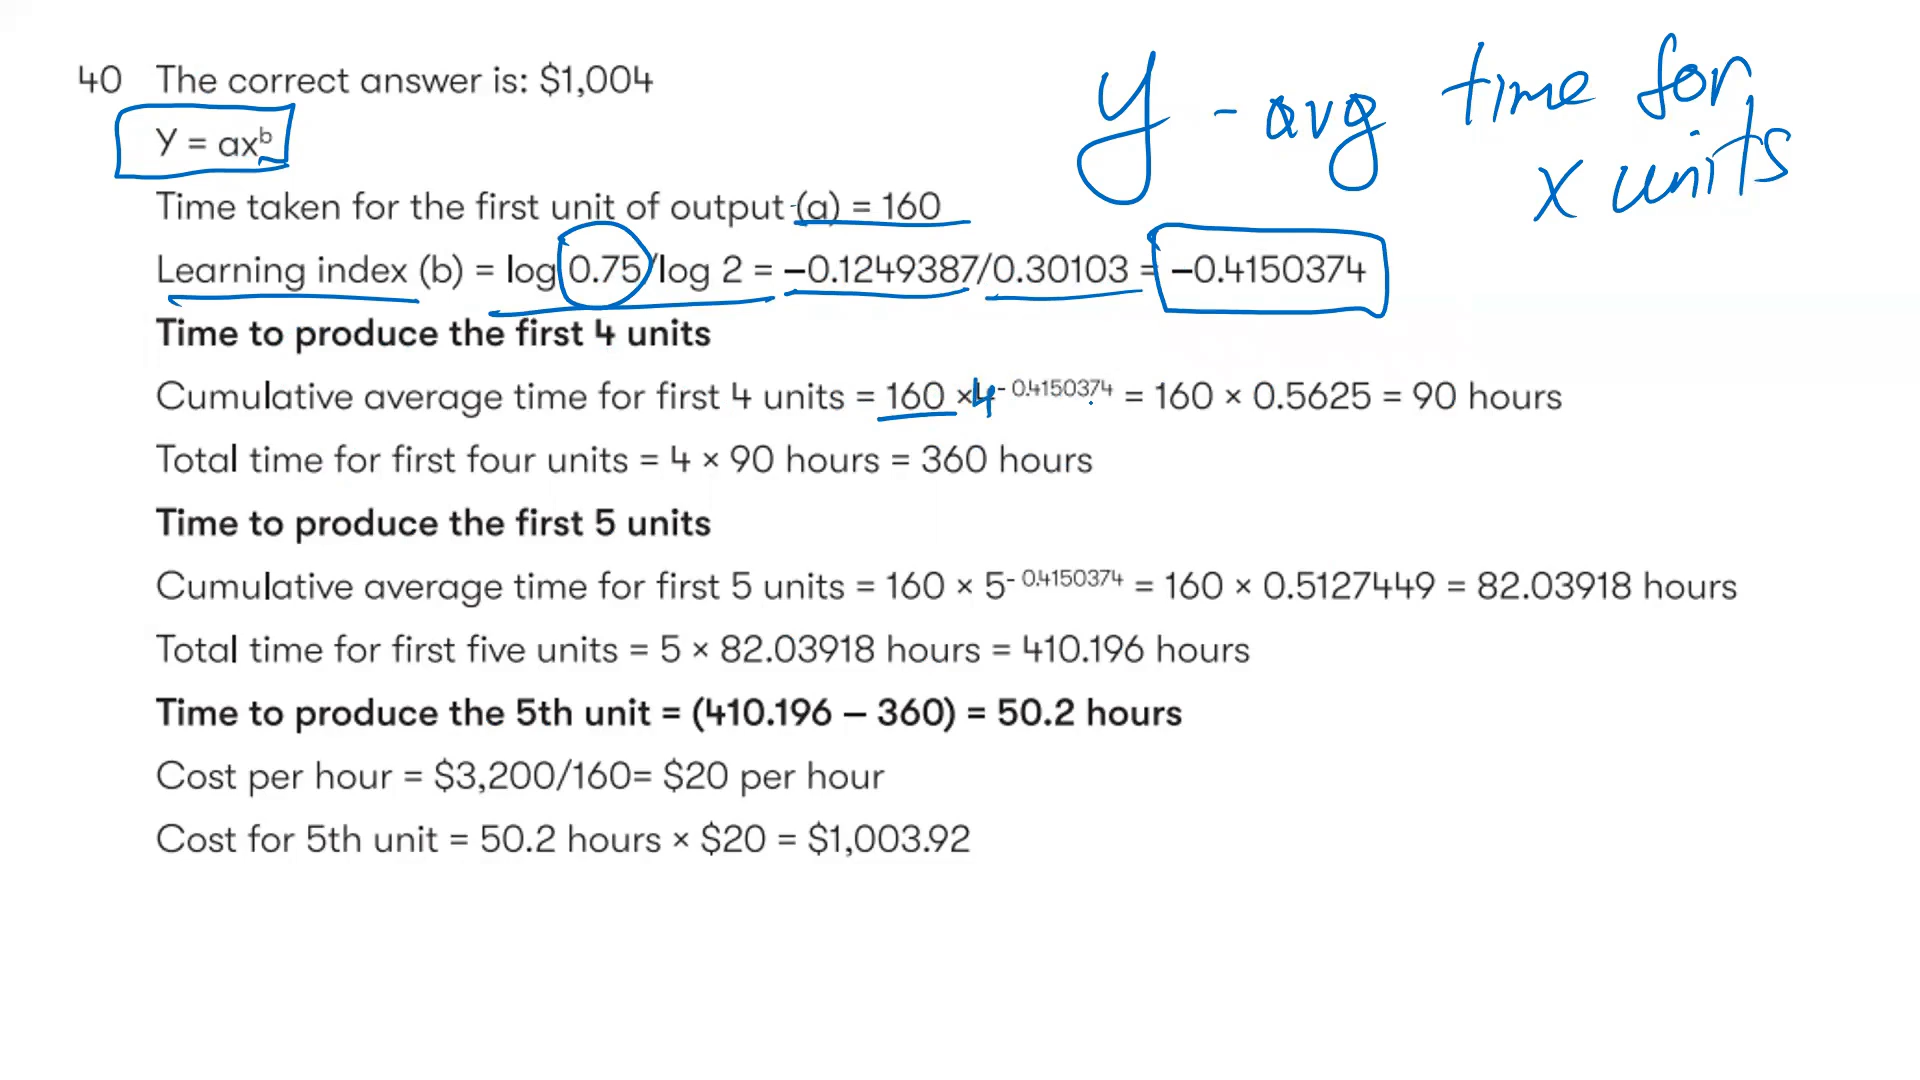 40 The correct answer is: $1,004
Y = axᵇ
y - avg time for
x units
Time taken for the first unit of output (a) = 160
Learning index (b) = log 0.75/log 2 = −0.1249387/0.30103 = −0.4150374
Time to produce the first 4 units
Cumulative average time for first 4 units = 160 × 4^- 0.4150374 = 160 × 0.5625 = 90 hours
Total time for first four units = 4 × 90 hours = 360 hours
Time to produce the first 5 units
Cumulative average time for first 5 units = 160 × 5^- 0.4150374 = 160 × 0.5127449 = 82.03918 hours
Total time for first five units = 5 × 82.03918 hours = 410.196 hours
Time to produce the 5th unit = (410.196 – 360) = 50.2 hours
Cost per hour = $3,200/160= $20 per hour
Cost for 5th unit = 50.2 hours × $20 = $1,003.92